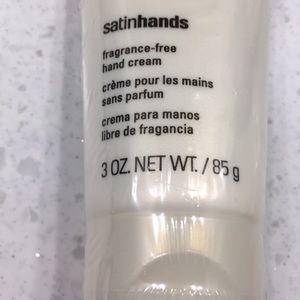 satinhands
fragrance-free
hand cream
crème pour les mains
sans parfum
crema para manos
libre de fragancia
3 OZ. NET WT. / 85 g